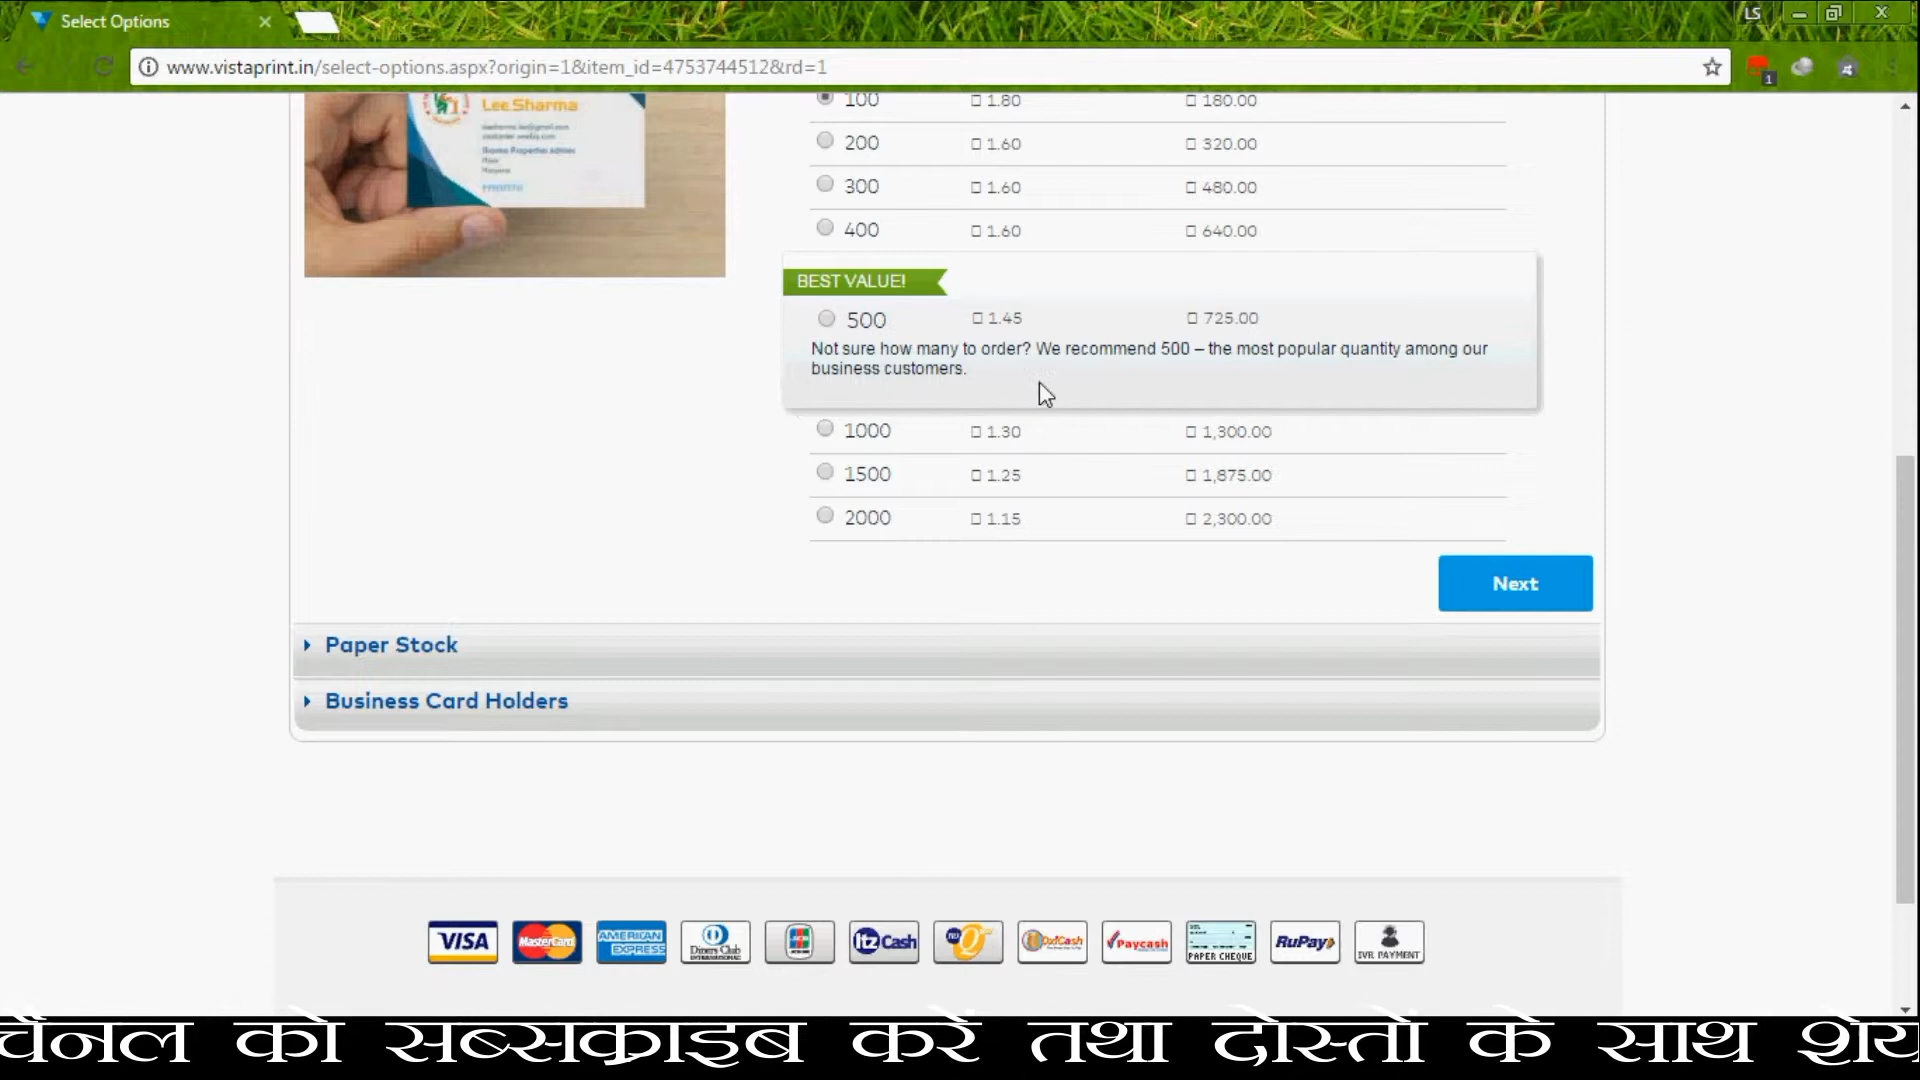 Select Options
LS
www.vistaprint.in/select-options.aspx?origin=1&item_id=4753744512&rd=1
1
Lee Sharma
100 □ 1.80 □ 180.00
200 □ 1.60 □ 320.00
300 □ 1.60 □ 480.00
400 □ 1.60 □ 640.00
BEST VALUE!
500 □ 1.45 □ 725.00
Not sure how many to order? We recommend 500 – the most popular quantity among our
business customers.
1000 □ 1.30 □ 1,300.00
1500 □ 1.25 □ 1,875.00
2000 □ 1.15 □ 2,300.00
Next
Paper Stock
Business Card Holders
VISA MasterCard AMERICAN EXPRESS Diners Club INTERNATIONAL JCB ItzCash OxiCash Paycash PAPER CHEQUE RuPay IVR PAYMENT
चैनल को सब्सक्राइब करें तथा दोस्तों के साथ शेय